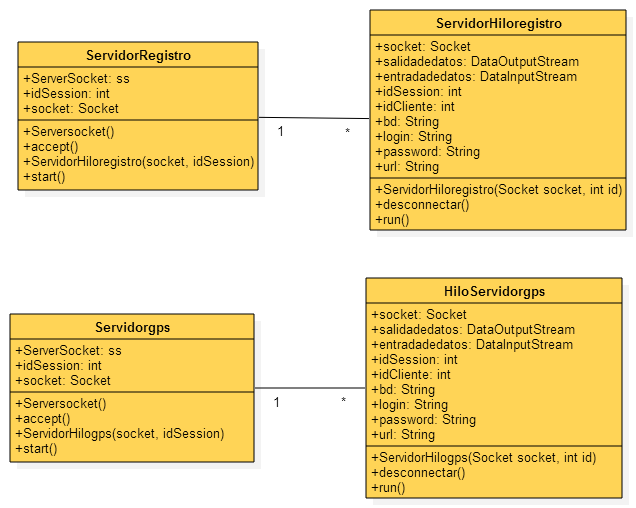 ServidorRegistro
+ServerSocket: ss
+idSession: int
+socket: Socket
+Serversocket()
+accept()
+ServidorHiloregistro(socket, idSession)
+start()
1
*
ServidorHiloregistro
+socket: Socket
+salidadedatos: DataOutputStream
+entradadedatos: DataInputStream
+idSession: int
+idCliente: int
+bd: String
+login: String
+password: String
+url: String
+ServidorHiloregistro(Socket socket, int id)
+desconnectar()
+run()
Servidorgps
+ServerSocket: ss
+idSession: int
+socket: Socket
+Serversocket()
+accept()
+ServidorHilogps(socket, idSession)
+start()
1
*
HiloServidorgps
+socket: Socket
+salidadedatos: DataOutputStream
+entradadedatos: DataInputStream
+idSession: int
+idCliente: int
+bd: String
+login: String
+password: String
+url: String
+ServidorHilogps(Socket socket, int id)
+desconnectar()
+run()